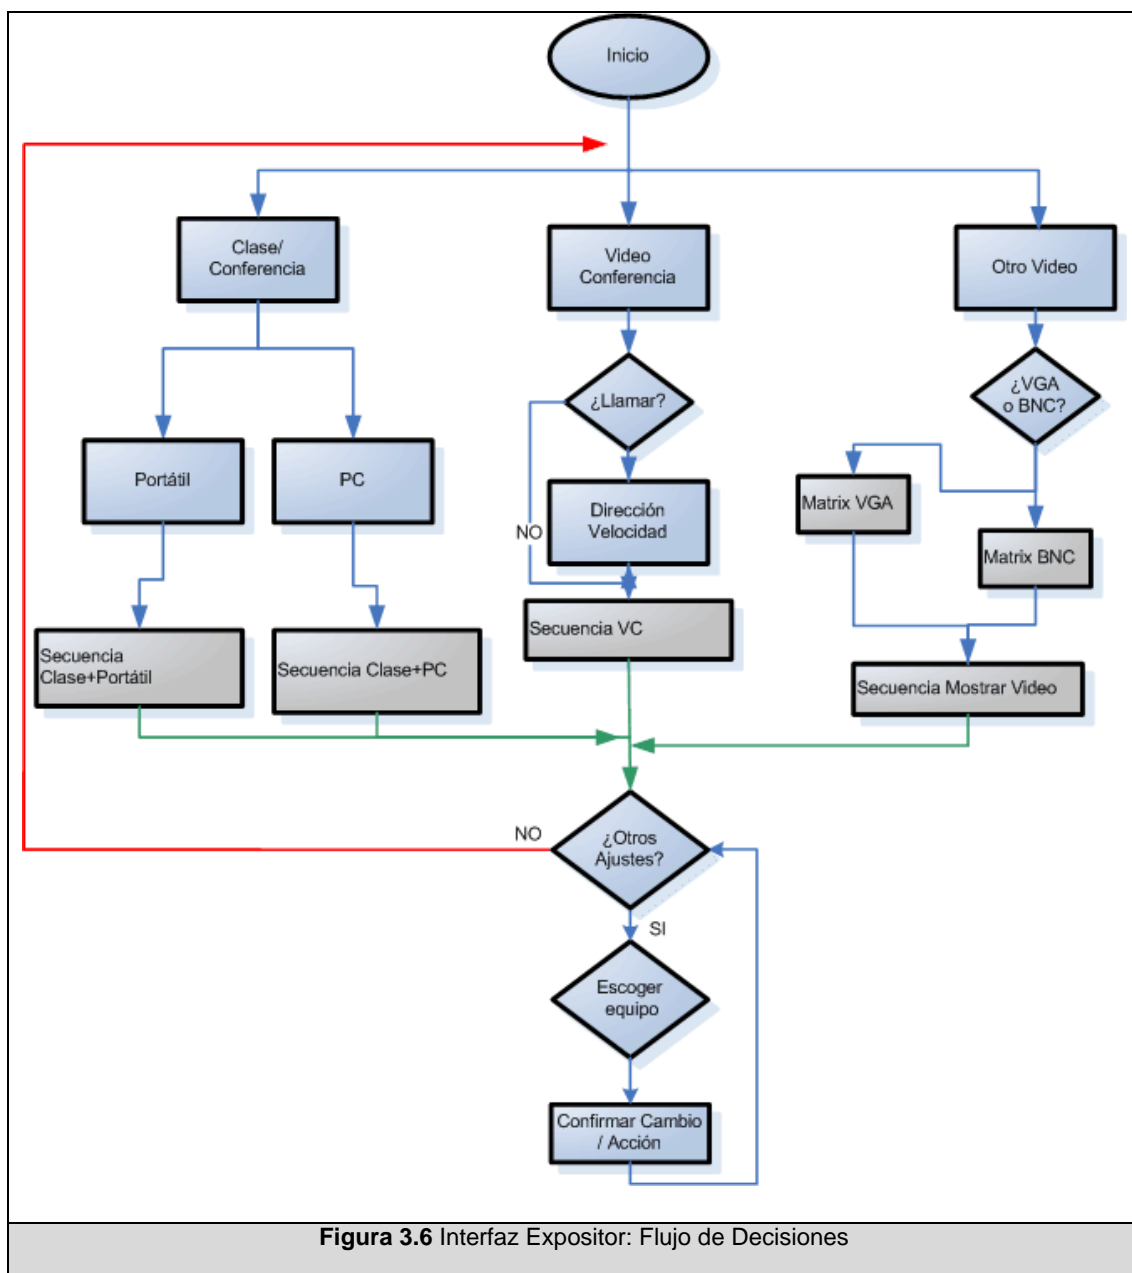 Inicio
Clase/
Conferencia
Video
Conferencia
Otro Video
¿Llamar?
¿VGA
o BNC?
Portátil
PC
Dirección
Velocidad
NO
Matrix VGA
Matrix BNC
Secuencia
Clase+Portátil
Secuencia Clase+PC
Secuencia VC
Secuencia Mostrar Video
NO
¿Otros
Ajustes?
SI
Escoger
equipo
Confirmar Cambio
/ Acción
Figura 3.6 Interfaz Expositor: Flujo de Decisiones